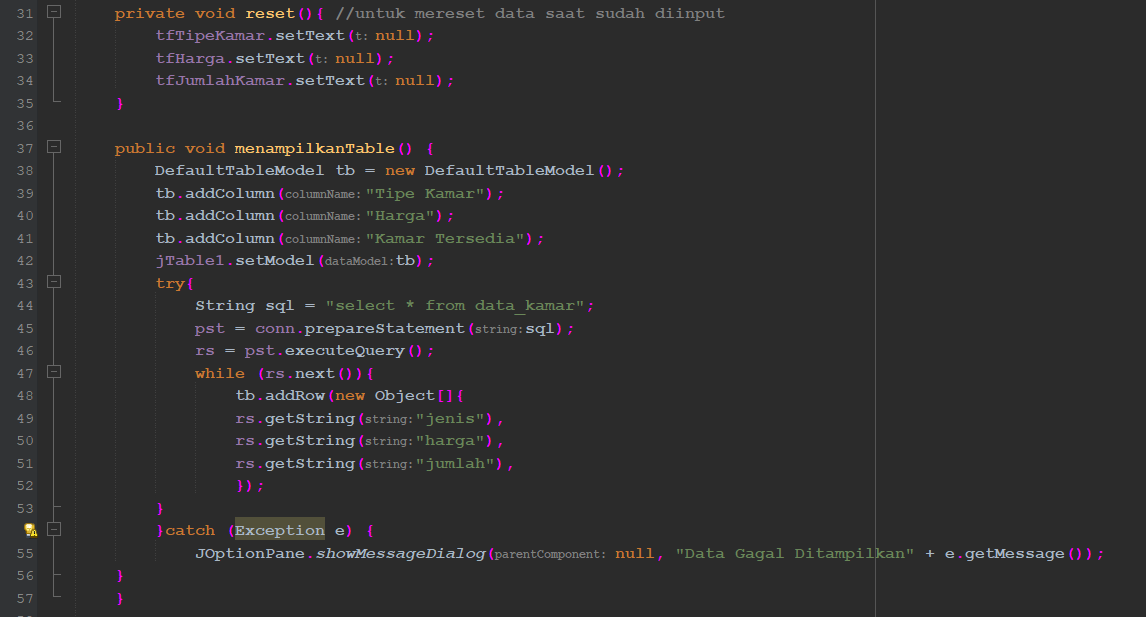 31 private void reset(){ //untuk mereset data saat sudah diinput
32 tfTipeKamar.setText(t: null);
33 tfHarga.setText(t: null);
34 tfJumlahKamar.setText(t: null);
35 }
36
37 public void menampilkanTable() {
38 DefaultTableModel tb = new DefaultTableModel();
39 tb.addColumn(columnName: "Tipe Kamar");
40 tb.addColumn(columnName: "Harga");
41 tb.addColumn(columnName: "Kamar Tersedia");
42 jTable1.setModel(dataModel: tb);
43 try{
44 String sql = "select * from data_kamar";
45 pst = conn.prepareStatement(string: sql);
46 rs = pst.executeQuery();
47 while (rs.next()){
48 tb.addRow(new Object[]{
49 rs.getString(string: "jenis"),
50 rs.getString(string: "harga"),
51 rs.getString(string: "jumlah"),
52 });
53 }
}catch (Exception e) {
55 JOptionPane.showMessageDialog(parentComponent: null, "Data Gagal Ditampilkan" + e.getMessage());
56 }
57 }